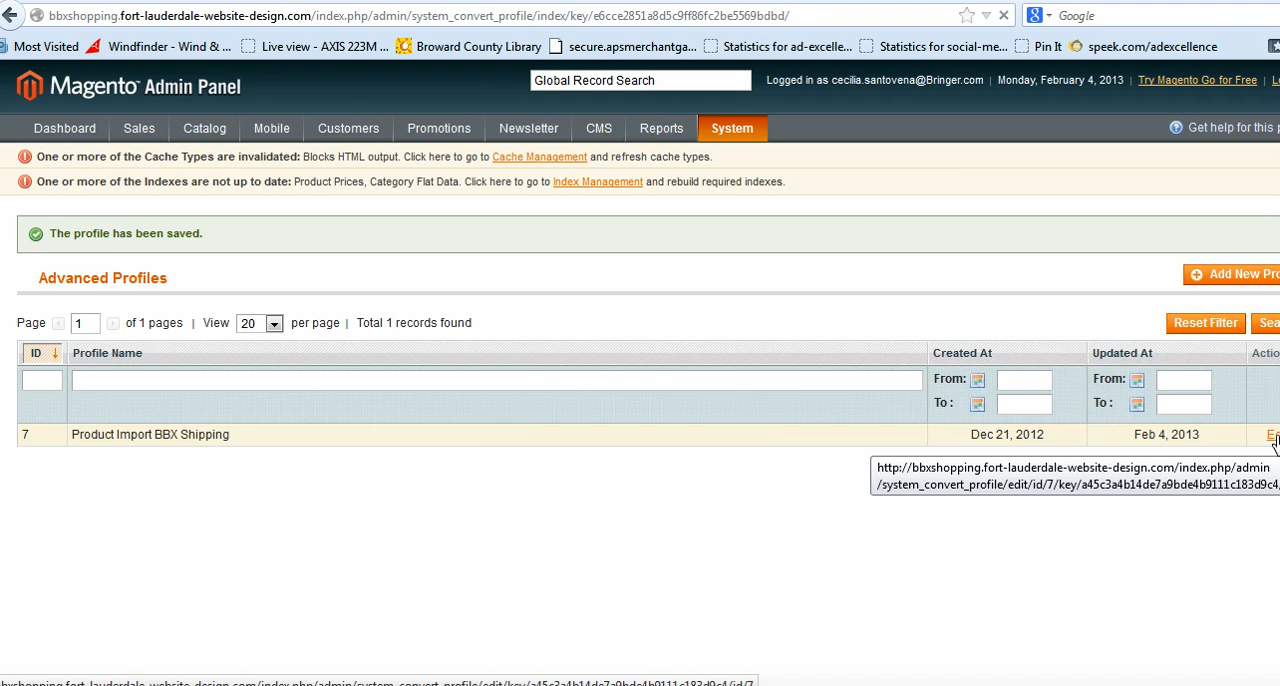 bbxshopping.fort-lauderdale-website-design.com/index.php/admin/system_convert_profile/index/key/e6cce2851a8d5c9ff86fc2be5569bdbd/
Google
Most Visited Windfinder - Wind & ... Live view - AXIS 223M ... Broward County Library secure.apsmerchantga... Statistics for ad-excelle... Statistics for social-me... Pin It speek.com/adexcellence
Magento Admin Panel
Global Record Search
Logged in as cecilia.santovena@Bringer.com | Monday, February 4, 2013 | Try Magento Go for Free |
Dashboard Sales Catalog Mobile Customers Promotions Newsletter CMS Reports System
Get help for this
One or more of the Cache Types are invalidated: Blocks HTML output. Click here to go to Cache Management and refresh cache types.
One or more of the Indexes are not up to date: Product Prices, Category Flat Data. Click here to go to Index Management and rebuild required indexes.
The profile has been saved.
Advanced Profiles
Add New Pro
Page 1 of 1 pages | View 20 per page | Total 1 records found
Reset Filter Sea
ID Profile Name Created At Updated At Actio
From: From:
To : To :
7 Product Import BBX Shipping Dec 21, 2012 Feb 4, 2013
http://bbxshopping.fort-lauderdale-website-design.com/index.php/admin
/system_convert_profile/edit/id/7/key/a45c3a4b14de7a9bde4b9111c183d9c4/